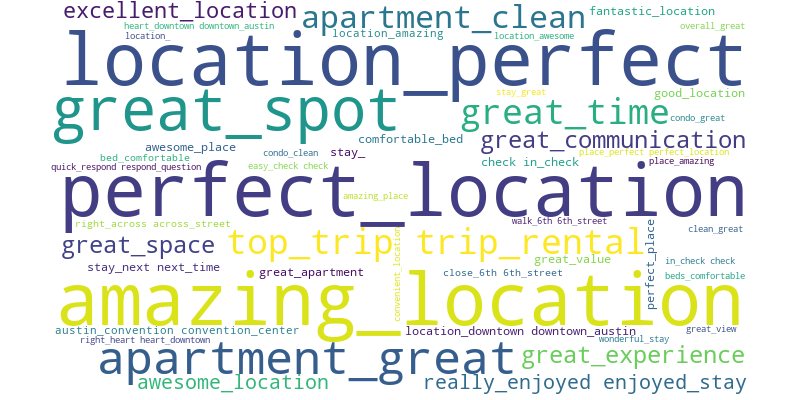 excellent_location
apartment_clean
fantastic_location
heart_downtown downtown_austin
location_amazing
overall_great
location_
location_awesome
location_perfect
great_spot
stay_great
good_location
great_time
condo_great
comfortable_bed
great_communication
awesome_place
bed_comfortable
condo_clean
stay_
check in_check
place_perfect perfect_location
place_amazing
quick_respond respond_question
easy_check check
perfect_location
amazing_place
right_across across_street
walk_6th 6th_street
perfect_place
clean_great
great_space
top_trip trip_rental
convenient_location
great_value
in_check check
stay_next next_time
great_apartment
close_6th 6th_street
beds_comfortable
amazing_location
austin_convention convention_center
location_downtown downtown_austin
great_view
right_heart heart_downtown
wonderful_stay
apartment_great
great_experience
awesome_location
really_enjoyed enjoyed_stay